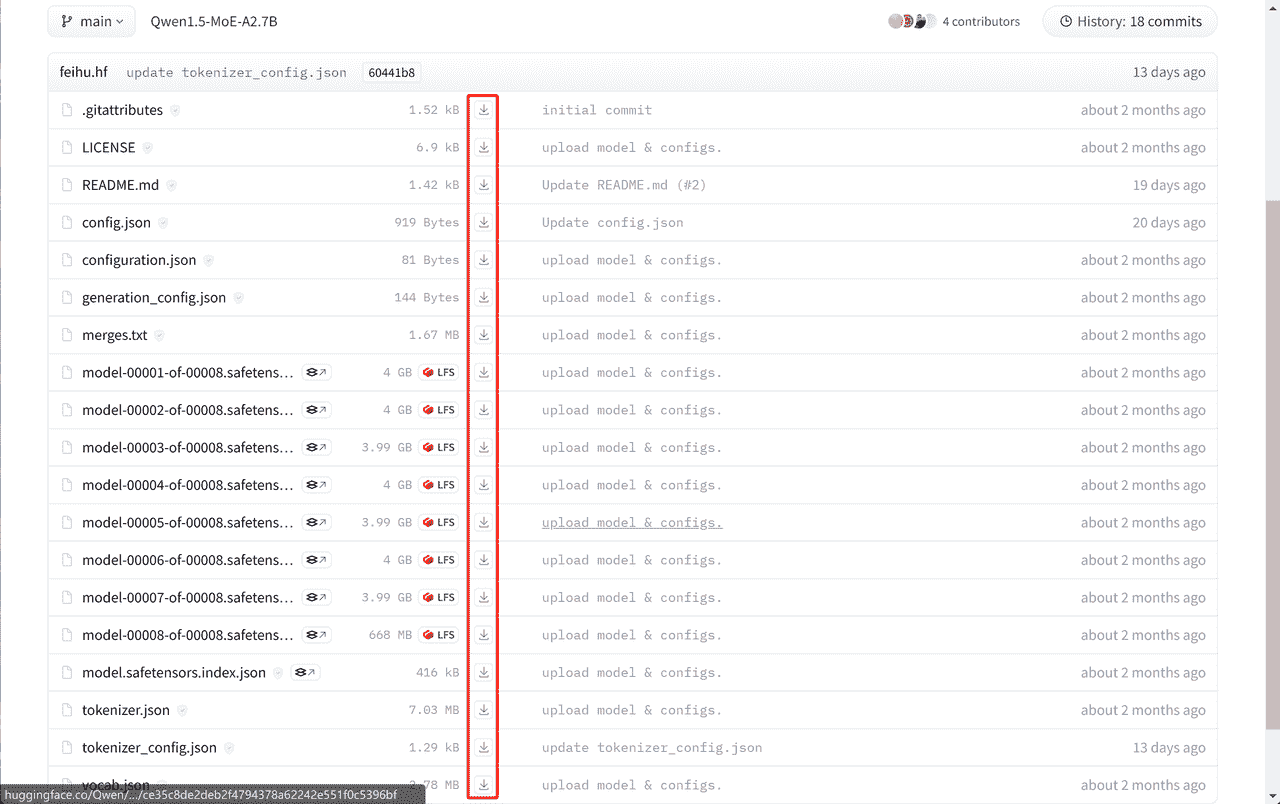 main Qwen1.5-MoE-A2.7B 4 contributors History: 18 commits
feihu.hf update tokenizer_config.json 60441b8 13 days ago
.gitattributes 1.52 kB initial commit about 2 months ago
LICENSE 6.9 kB upload model & configs. about 2 months ago
README.md 1.42 kB Update README.md (#2) 19 days ago
config.json 919 Bytes Update config.json 20 days ago
configuration.json 81 Bytes upload model & configs. about 2 months ago
generation_config.json 144 Bytes upload model & configs. about 2 months ago
merges.txt 1.67 MB upload model & configs. about 2 months ago
model-00001-of-00008.safetens... 4 GB LFS upload model & configs. about 2 months ago
model-00002-of-00008.safetens... 4 GB LFS upload model & configs. about 2 months ago
model-00003-of-00008.safetens... 3.99 GB LFS upload model & configs. about 2 months ago
model-00004-of-00008.safetens... 4 GB LFS upload model & configs. about 2 months ago
model-00005-of-00008.safetens... 3.99 GB LFS upload model & configs. about 2 months ago
model-00006-of-00008.safetens... 4 GB LFS upload model & configs. about 2 months ago
model-00007-of-00008.safetens... 3.99 GB LFS upload model & configs. about 2 months ago
model-00008-of-00008.safetens... 668 MB LFS upload model & configs. about 2 months ago
model.safetensors.index.json 416 kB upload model & configs. about 2 months ago
tokenizer.json 7.03 MB upload model & configs. about 2 months ago
tokenizer_config.json 1.29 kB update tokenizer_config.json 13 days ago
vocab.json .78 MB upload model & configs. about 2 months ago
huggingface.co/Qwen/.../ce35c8de2deb2f4794378a62242e551f0c5396bf